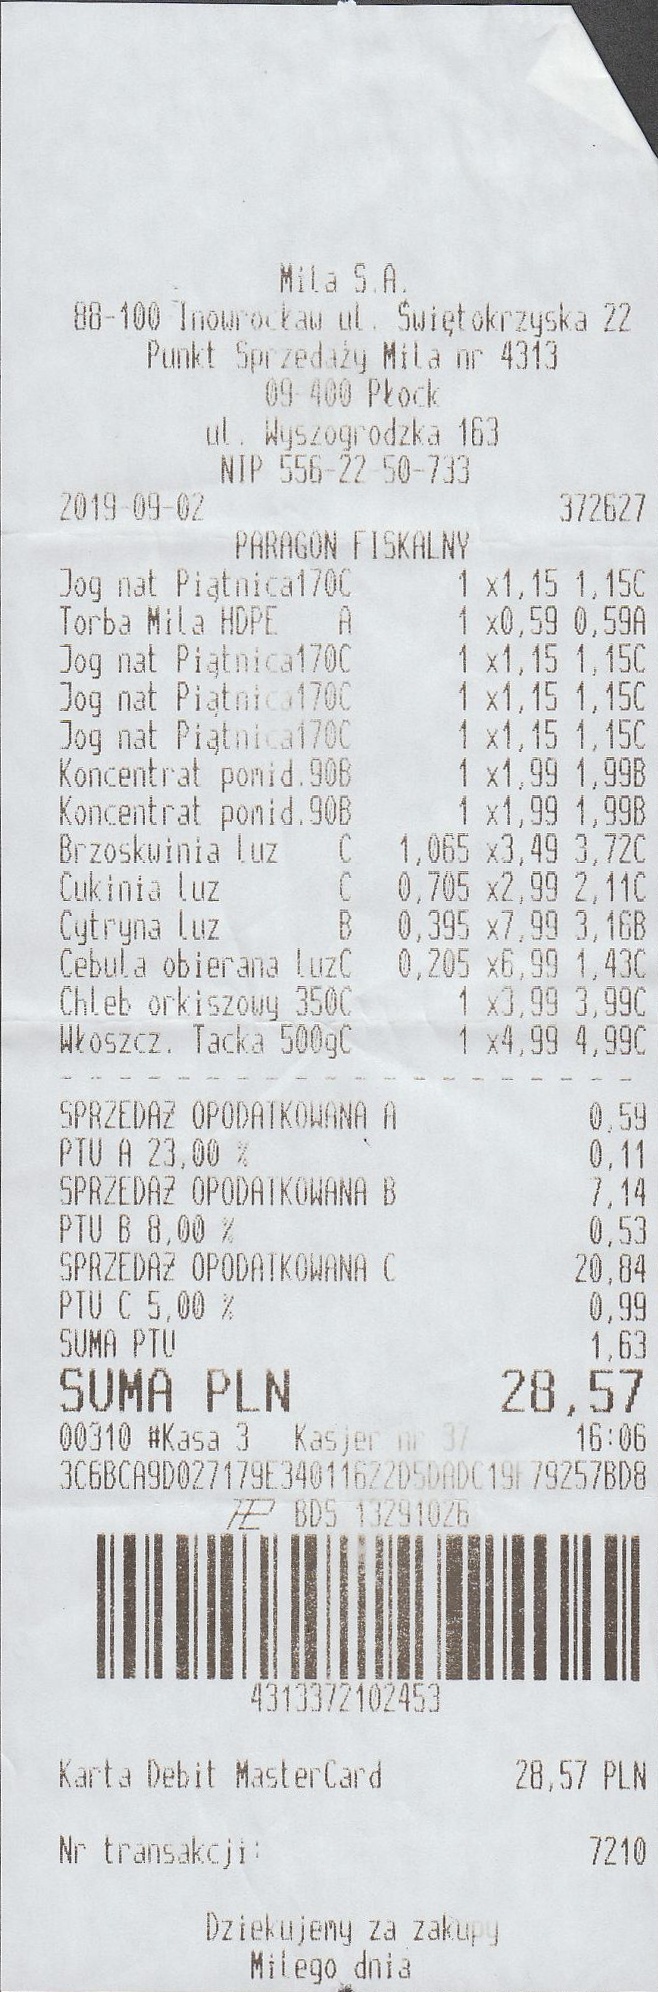 Mila S.A.
88-100 Inowrocław ul. Świętokrzyska 22
Punkt Sprzedaży Mila nr 4313
09-400 Płock
ul. Wyszogrodzka 163
NIP 556-22-50-733
2019-09-02 372627
PARAGON FISKALNY
Jog nat Piątnica170C 1 x1,15 1,15C
Torba Mila HDPE A 1 x0,59 0,59A
Jog nat Piątnica170C 1 x1,15 1,15C
Jog nat Piątnica170C 1 x1,15 1,15C
Jog nat Piątnica170C 1 x1,15 1,15C
Koncentrat pomid.90B 1 x1,99 1,99B
Koncentrat pomid.90B 1 x1,99 1,99B
Brzoskwinia luz C 1,065 x3,49 3,72C
Cukinia luz C 0,705 x2,99 2,11C
Cytryna luz B 0,395 x7,99 3,16B
Cebula obierana luzC 0,205 x6,99 1,43C
Chleb orkiszowy 350C 1 x3,99 3,99C
Włoszcz. Tacka 500gC 1 x4,99 4,99C
SPRZEDAŻ OPODATKOWANA A 0,59
PTU A 23,00 % 0,11
SPRZEDAŻ OPODATKOWANA B 7,14
PTU B 8,00 % 0,53
SPRZEDAŻ OPODATKOWANA C 20,84
PTU C 5,00 % 0,99
SUMA PTU 1,63
SUMA PLN 28,57
00310 #Kasa 3 Kasjer nr 37 16:06
3C6BCA9D027179E34011622D5DADC19F79257BD8
BDS 13291026
4313372102453
Karta Debit MasterCard 28,57 PLN
Nr transakcji: 7210
Dziekujemy za zakupy
Milego dnia